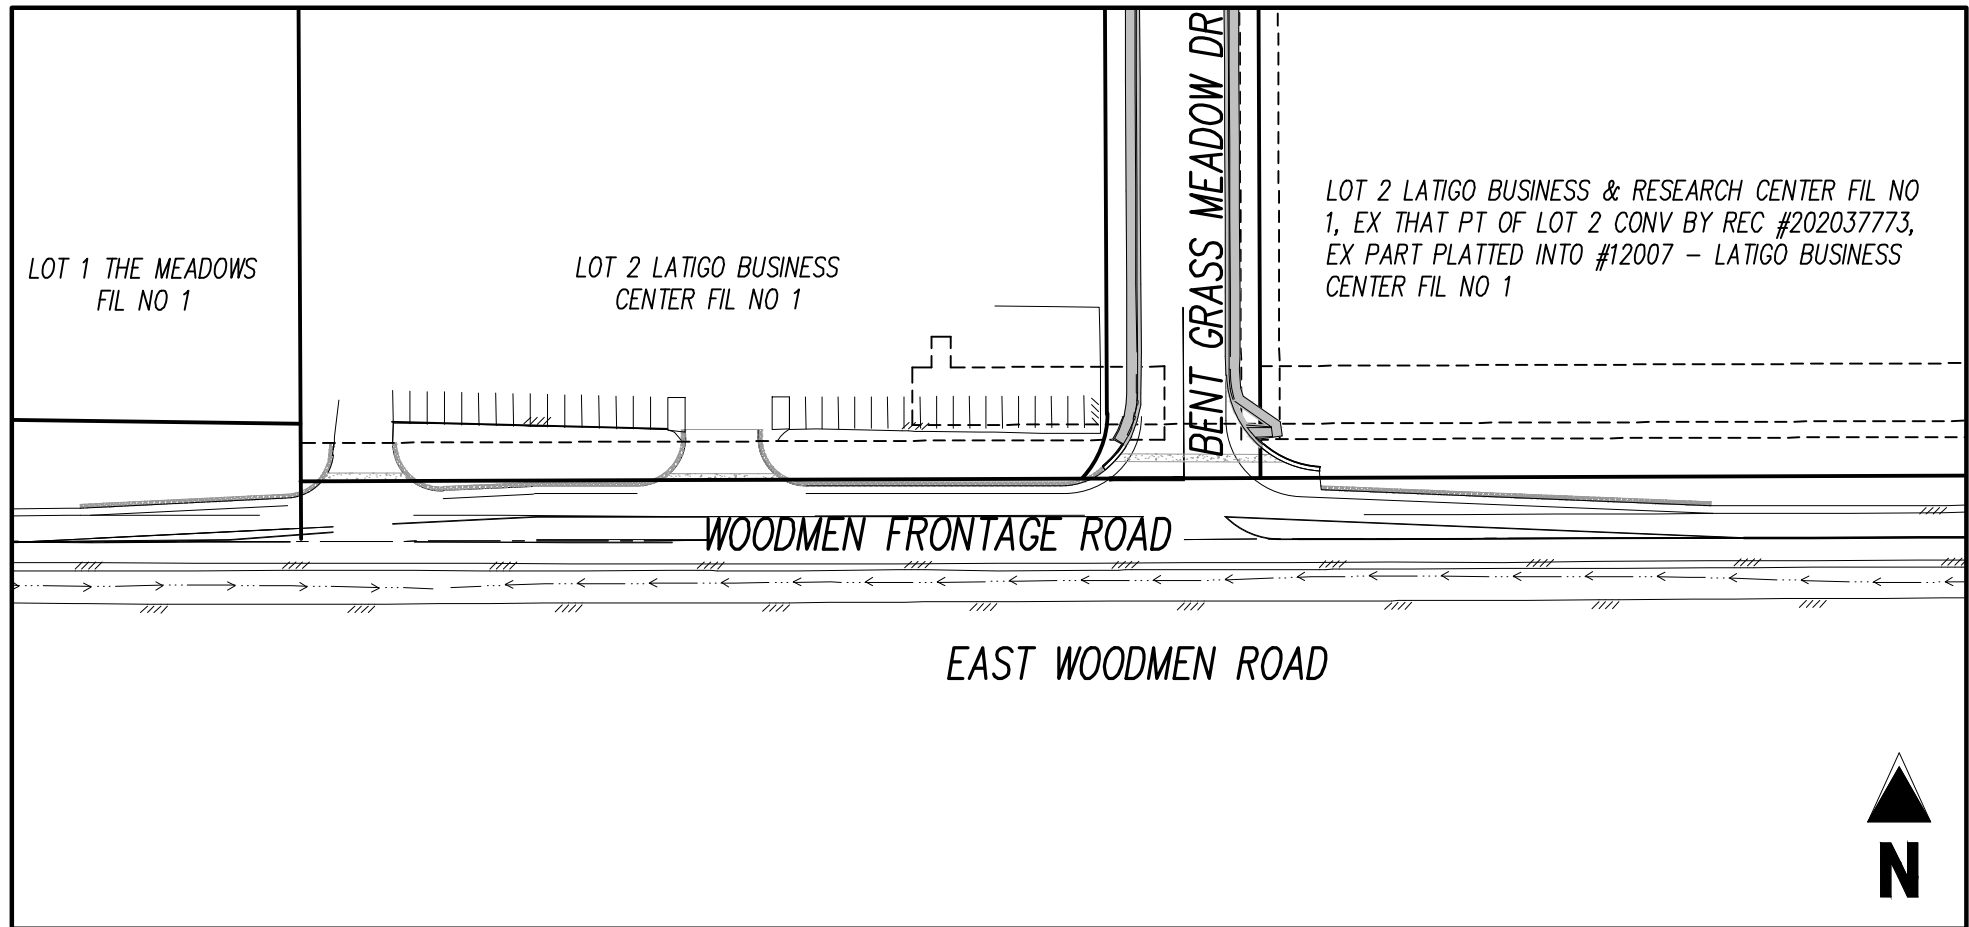 BENT GRASS MEADOW DR
LOT 2 LATIGO BUSINESS & RESEARCH CENTER FIL NO
1, EX THAT PT OF LOT 2 CONV BY REC #202037773,
EX PART PLATTED INTO #12007 – LATIGO BUSINESS
CENTER FIL NO 1
LOT 1 THE MEADOWS
FIL NO 1
LOT 2 LATIGO BUSINESS
CENTER FIL NO 1
WOODMEN FRONTAGE ROAD
EAST WOODMEN ROAD
N